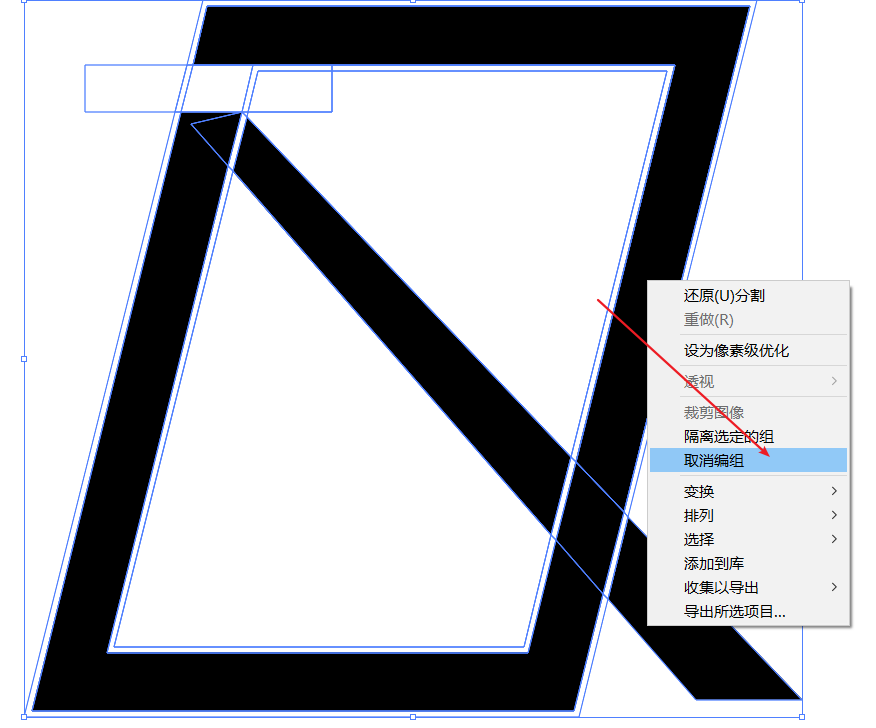 还原(U)分割
重做(R)
设为像素级优化
透视
裁剪图像
隔离选定的组
取消编组
变换
排列
选择
添加到库
收集以导出
导出所选项目...